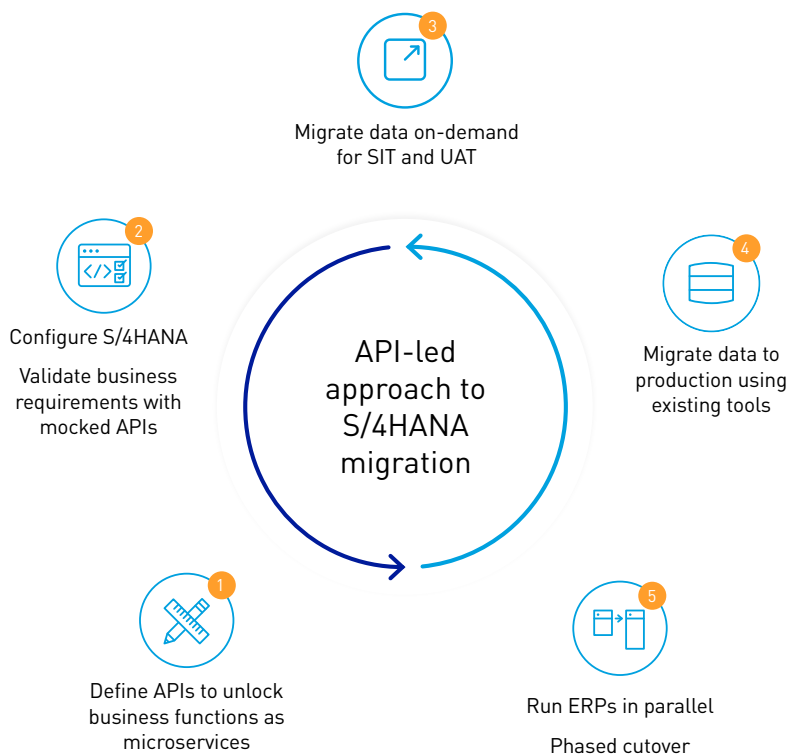 3
Migrate data on-demand
for SIT and UAT
2
</>
Configure S/4HANA
Validate business
requirements with
mocked APIs
4
Migrate data to
production using
existing tools
API-led
approach to
S/4HANA
migration
1
Define APIs to unlock
business functions as
microservices
5
Run ERPs in parallel
Phased cutover